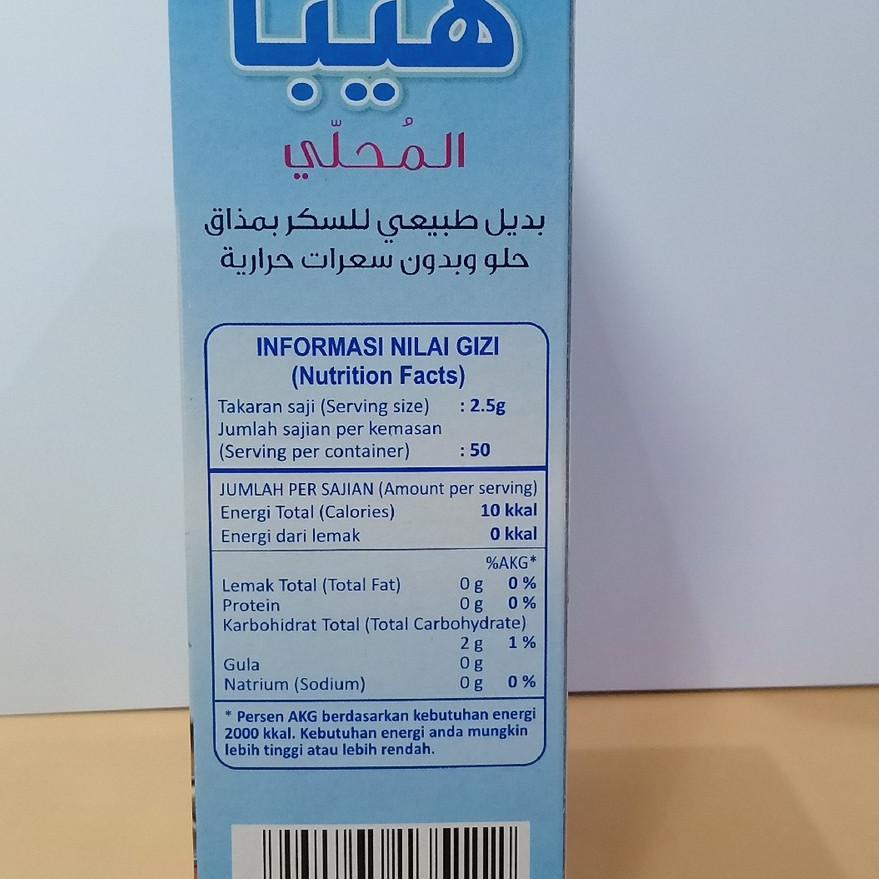 هيبا
المُحلّي
بديل طبيعي للسكر بمذاق
حلو وبدون سعرات حرارية
INFORMASI NILAI GIZI
(Nutrition Facts)
Takaran saji (Serving size) : 2.5g
Jumlah sajian per kemasan
(Serving per container) : 50
JUMLAH PER SAJIAN (Amount per serving)
Energi Total (Calories) 10 kkal
Energi dari lemak 0 kkal
%AKG*
Lemak Total (Total Fat) 0 g 0 %
Protein 0 g 0 %
Karbohidrat Total (Total Carbohydrate)
2 g 1 %
Gula 0 g
Natrium (Sodium) 0 g 0 %
* Persen AKG berdasarkan kebutuhan energi
2000 kkal. Kebutuhan energi anda mungkin
lebih tinggi atau lebih rendah.